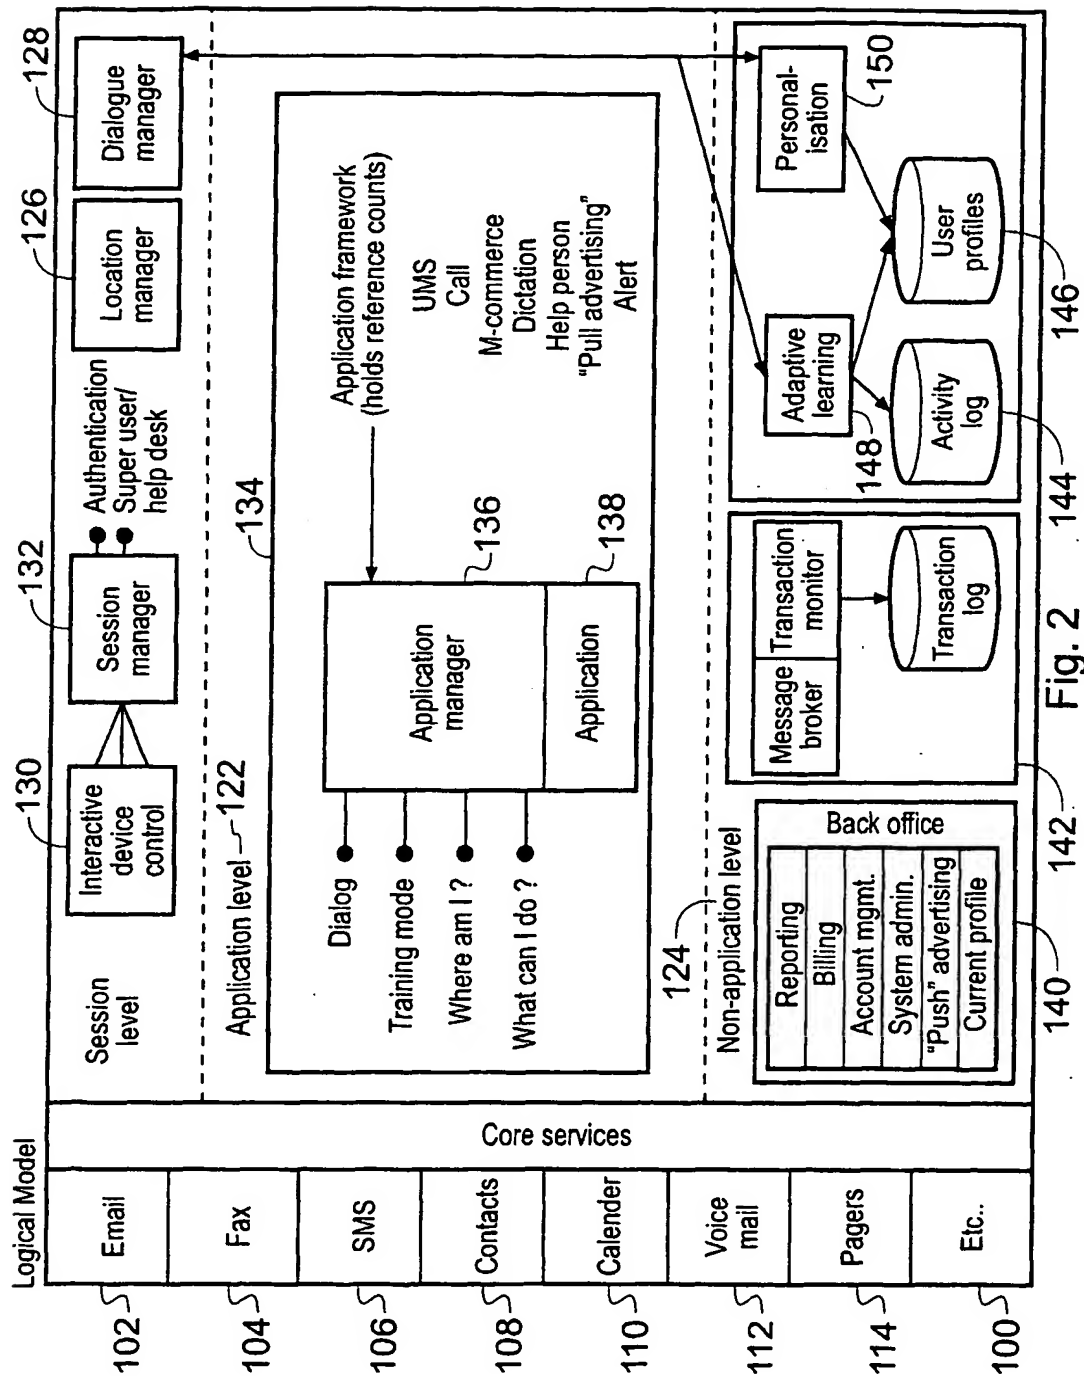 Logical Model
102
Email
104
Fax
106
SMS
108
Contacts
110
Calender
112
Voice
mail
114
Pagers
100
Etc..
Core services
Session
level
130
Interactive
device
control
132
Session
manager
Authentication
Super user/
help desk
126
Location
manager
128
Dialogue
manager
Application level
122
134
Dialog
Training mode
Where am I ?
What can I do ?
Application
manager
136
Application
138
Application framework
(holds reference counts)
UMS
Call
M-commerce
Dictation
Help person
"Pull advertising"
Alert
124
Non-application level
Back office
Reporting
Billing
Account mgmt.
System admin.
"Push" advertising
Current profile
140
Message
broker
Transaction
monitor
Transaction
log
142
Adaptive
learning
148
Personal-
isation
150
Activity
log
144
User
profiles
146
Fig. 2